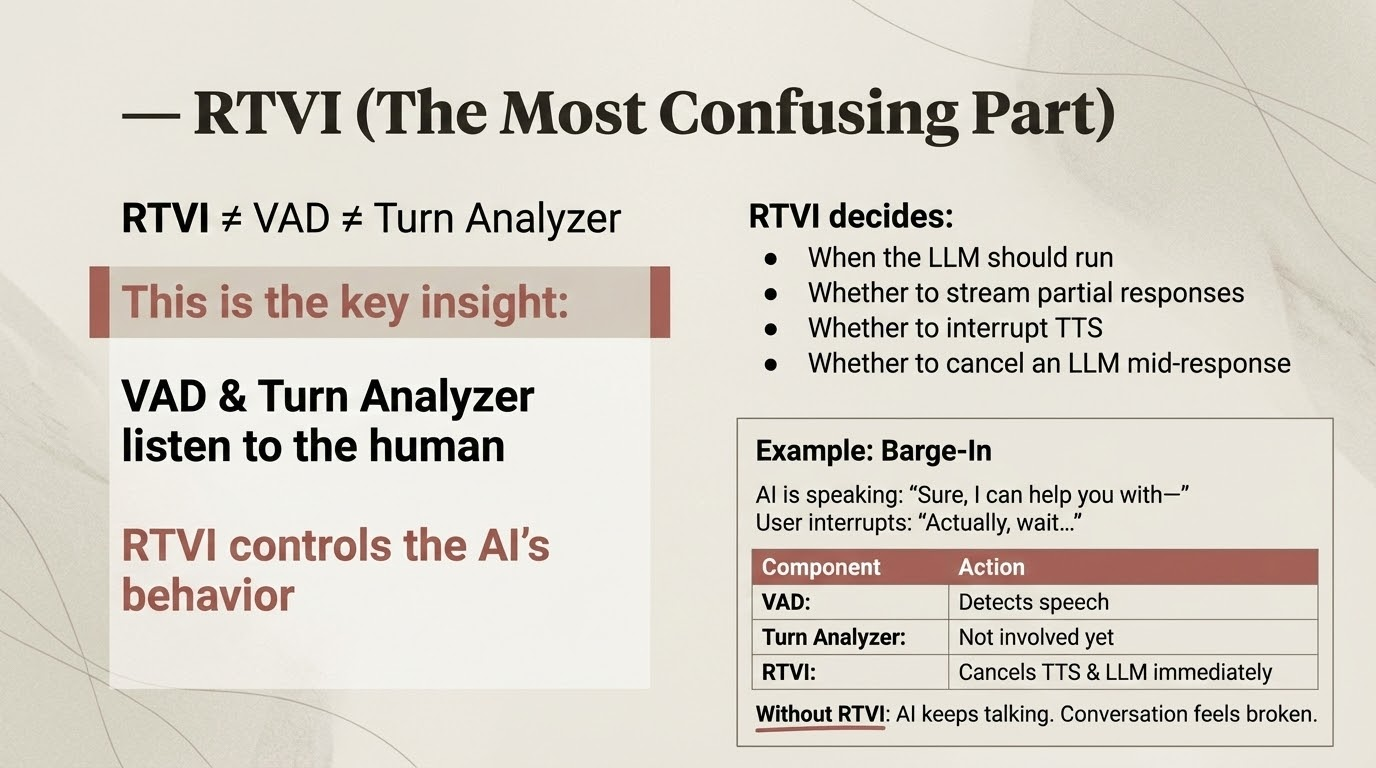 — RTVI (The Most Confusing Part)
RTVI ≠ VAD ≠ Turn Analyzer
This is the key insight:
VAD & Turn Analyzer
listen to the human
RTVI controls the AI’s
behavior
RTVI decides:
● When the LLM should run
● Whether to stream partial responses
● Whether to interrupt TTS
● Whether to cancel an LLM mid-response
Example: Barge-In
AI is speaking: “Sure, I can help you with—”
User interrupts: “Actually, wait…”
Component Action
VAD: Detects speech
Turn Analyzer: Not involved yet
RTVI: Cancels TTS & LLM immediately
Without RTVI: AI keeps talking. Conversation feels broken.